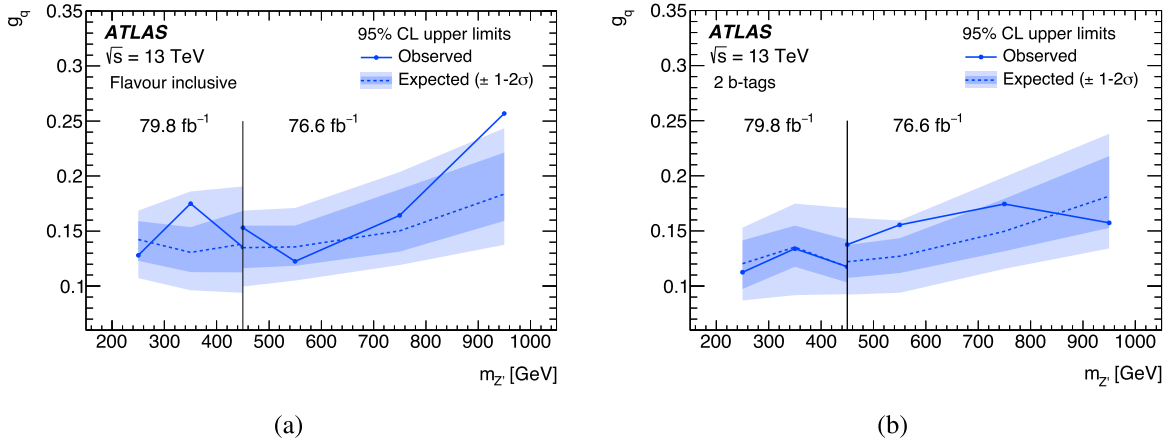 g_q
0.35
0.3
0.25
0.2
0.15
0.1
ATLAS
√s = 13 TeV
Flavour inclusive
95% CL upper limits
Observed
Expected (± 1-2σ)
79.8 fb⁻¹
76.6 fb⁻¹
200 300 400 500 600 700 800 900 1000
m_Z' [GeV]
(a)
g_q
0.35
0.3
0.25
0.2
0.15
0.1
ATLAS
√s = 13 TeV
2 b-tags
95% CL upper limits
Observed
Expected (± 1-2σ)
79.8 fb⁻¹
76.6 fb⁻¹
200 300 400 500 600 700 800 900 1000
m_Z' [GeV]
(b)